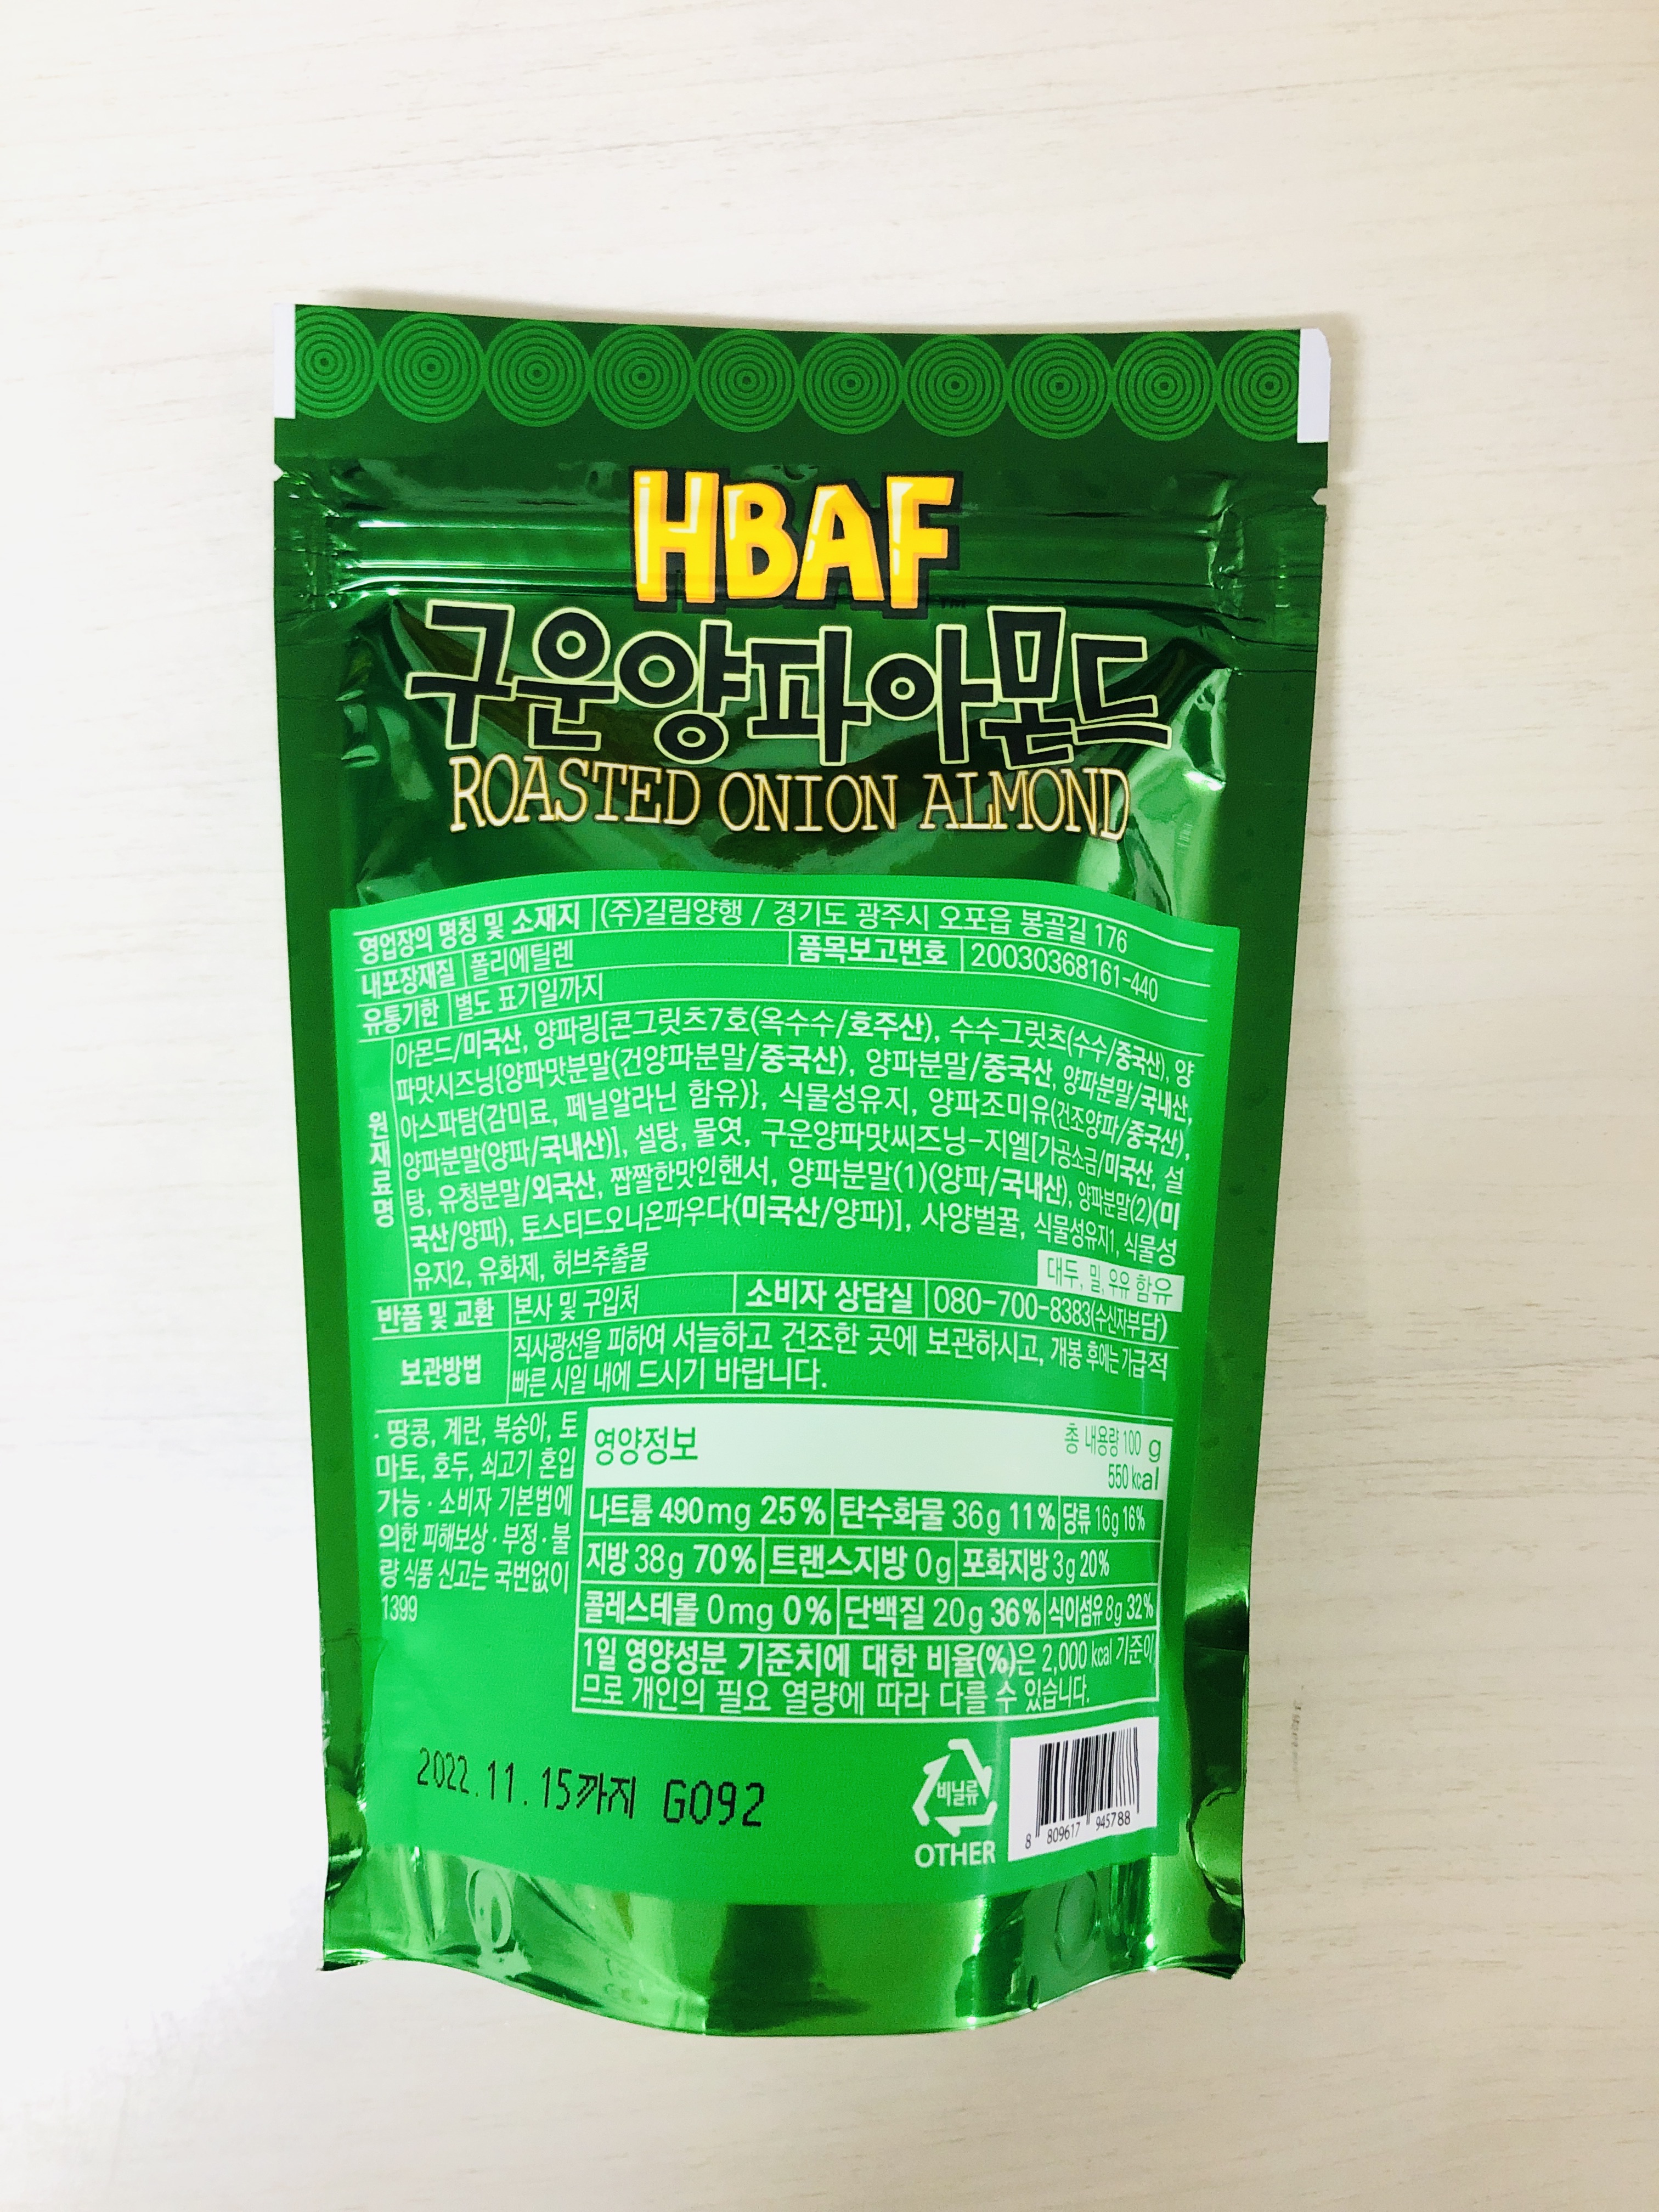 HBAF
구운양파아몬드
ROASTED ONION ALMOND
영업장의 명칭 및 소재지 (주)길림양행 / 경기도 광주시 오포읍 봉골길 176
내포장재질 폴리에틸렌 품목보고번호 20030368161-440
유통기한 별도 표기일까지
원재료명
아몬드/미국산, 양파링[콘그릿츠7호(옥수수/호주산), 수수그릿츠(수수/중국산), 양
파맛시즈닝{양파맛분말(건양파분말/중국산), 양파분말/중국산, 양파분말/국내산,
아스파탐(감미료, 페닐알라닌 함유)}, 식물성유지, 양파조미유(건조양파/중국산),
양파분말(양파/국내산)], 설탕, 물엿, 구운양파맛씨즈닝-지엘[가공소금/미국산, 설
탕, 유청분말/외국산, 짭짤한맛인핸서, 양파분말(1)(양파/국내산), 양파분말(2)(미
국산/양파), 토스티드오니온파우다(미국산/양파)], 사양벌꿀, 식물성유지1, 식물성
유지2, 유화제, 허브추출물
대두, 밀, 우유 함유
반품 및 교환 본사 및 구입처 소비자 상담실 080-700-8383(수신자부담)
보관방법 직사광선을 피하여 서늘하고 건조한 곳에 보관하시고, 개봉 후에는 가급적
빠른 시일 내에 드시기 바랍니다.
· 땅콩, 계란, 복숭아, 토
마토, 호두, 쇠고기 혼입
가능 · 소비자 기본법에
의한 피해보상 · 부정·불
량 식품 신고는 국번없이
1399
영양정보 총 내용량 100 g
550 kcal
나트륨 490mg 25% 탄수화물 36g 11% 당류 16g 16%
지방 38g 70% 트랜스지방 0g 포화지방 3g 20%
콜레스테롤 0mg 0% 단백질 20g 36% 식이섬유 8g 32%
1일 영양성분 기준치에 대한 비율(%)은 2,000 kcal 기준이
므로 개인의 필요 열량에 따라 다를 수 있습니다.
2022.11.15까지 G092
비닐류
OTHER
8 809617 945788